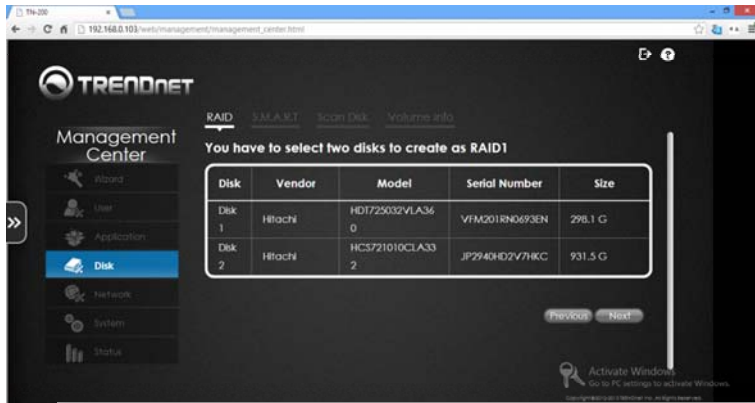 TN-200
192.168.0.103/web/management/management_center.html
TRENDNET
RAID S.M.A.R.T Scan Disk Volume info
Management
Center
You have to select two disks to create as RAID1
Wizard
User
Application
Disk
Network
System
Status
Disk Vendor Model Serial Number Size
Disk
1
Hitachi
HDT725032VLA36
0
VFM201RN0693EN
298.1 G
Disk
2
Hitachi
HCS721010CLA33
2
JP2940HD2V7HKC
931.5 G
Previous Next
Activate Windows
Go to PC settings to activate Windows.